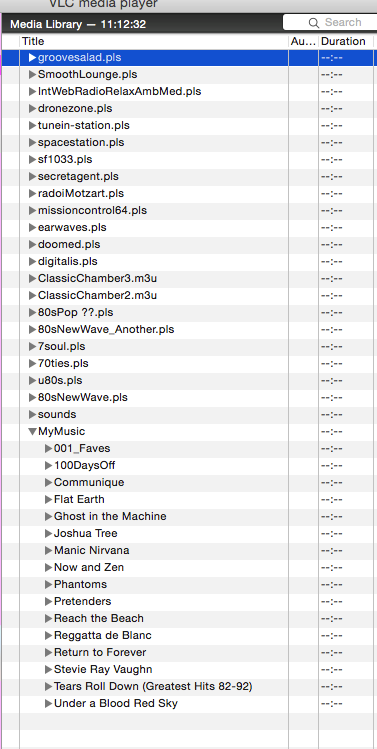 VLC media player
Media Library — 11:12:32
Search
Title Au... Duration
groovesalad.pls --:--
SmoothLounge.pls --:--
IntWebRadioRelaxAmbMed.pls --:--
dronezone.pls --:--
tunein-station.pls --:--
spacestation.pls --:--
sf1033.pls --:--
secretagent.pls --:--
radoiMotzart.pls --:--
missioncontrol64.pls --:--
earwaves.pls --:--
doomed.pls --:--
digitalis.pls --:--
ClassicChamber3.m3u --:--
ClassicChamber2.m3u --:--
80sPop ??.pls --:--
80sNewWave_Another.pls --:--
7soul.pls --:--
70ties.pls --:--
u80s.pls --:--
80sNewWave.pls --:--
sounds --:--
MyMusic --:--
001_Faves --:--
100DaysOff --:--
Communique --:--
Flat Earth --:--
Ghost in the Machine --:--
Joshua Tree --:--
Manic Nirvana --:--
Now and Zen --:--
Phantoms --:--
Pretenders --:--
Reach the Beach --:--
Reggatta de Blanc --:--
Return to Forever --:--
Stevie Ray Vaughn --:--
Tears Roll Down (Greatest Hits 82-92) --:--
Under a Blood Red Sky --:--